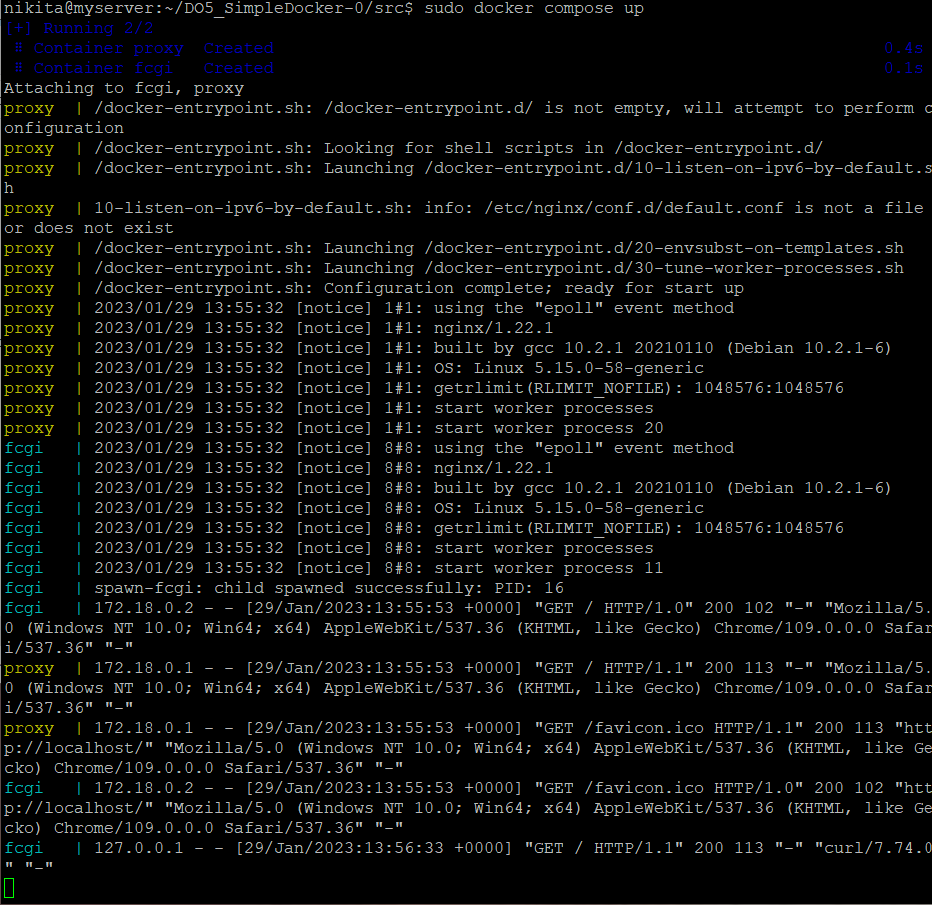 nikita@myserver:~/DO5_SimpleDocker-0/src$ sudo docker compose up
[+] Running 2/2
 # Container proxy  Created                                                             0.4s
 # Container fcgi   Created                                                             0.1s
Attaching to fcgi, proxy
proxy  | /docker-entrypoint.sh: /docker-entrypoint.d/ is not empty, will attempt to perform c
onfiguration
proxy  | /docker-entrypoint.sh: Looking for shell scripts in /docker-entrypoint.d/
proxy  | /docker-entrypoint.sh: Launching /docker-entrypoint.d/10-listen-on-ipv6-by-default.s
h
proxy  | 10-listen-on-ipv6-by-default.sh: info: /etc/nginx/conf.d/default.conf is not a file
or does not exist
proxy  | /docker-entrypoint.sh: Launching /docker-entrypoint.d/20-envsubst-on-templates.sh
proxy  | /docker-entrypoint.sh: Launching /docker-entrypoint.d/30-tune-worker-processes.sh
proxy  | /docker-entrypoint.sh: Configuration complete; ready for start up
proxy  | 2023/01/29 13:55:32 [notice] 1#1: using the "epoll" event method
proxy  | 2023/01/29 13:55:32 [notice] 1#1: nginx/1.22.1
proxy  | 2023/01/29 13:55:32 [notice] 1#1: built by gcc 10.2.1 20210110 (Debian 10.2.1-6)
proxy  | 2023/01/29 13:55:32 [notice] 1#1: OS: Linux 5.15.0-58-generic
proxy  | 2023/01/29 13:55:32 [notice] 1#1: getrlimit(RLIMIT_NOFILE): 1048576:1048576
proxy  | 2023/01/29 13:55:32 [notice] 1#1: start worker processes
proxy  | 2023/01/29 13:55:32 [notice] 1#1: start worker process 20
fcgi   | 2023/01/29 13:55:32 [notice] 8#8: using the "epoll" event method
fcgi   | 2023/01/29 13:55:32 [notice] 8#8: nginx/1.22.1
fcgi   | 2023/01/29 13:55:32 [notice] 8#8: built by gcc 10.2.1 20210110 (Debian 10.2.1-6)
fcgi   | 2023/01/29 13:55:32 [notice] 8#8: OS: Linux 5.15.0-58-generic
fcgi   | 2023/01/29 13:55:32 [notice] 8#8: getrlimit(RLIMIT_NOFILE): 1048576:1048576
fcgi   | 2023/01/29 13:55:32 [notice] 8#8: start worker processes
fcgi   | 2023/01/29 13:55:32 [notice] 8#8: start worker process 11
fcgi   | spawn-fcgi: child spawned successfully: PID: 16
fcgi   | 172.18.0.2 - - [29/Jan/2023:13:55:53 +0000] "GET / HTTP/1.0" 200 102 "-" "Mozilla/5.
0 (Windows NT 10.0; Win64; x64) AppleWebKit/537.36 (KHTML, like Gecko) Chrome/109.0.0.0 Safar
i/537.36" "-"
proxy  | 172.18.0.1 - - [29/Jan/2023:13:55:53 +0000] "GET / HTTP/1.1" 200 113 "-" "Mozilla/5.
0 (Windows NT 10.0; Win64; x64) AppleWebKit/537.36 (KHTML, like Gecko) Chrome/109.0.0.0 Safar
i/537.36" "-"
proxy  | 172.18.0.1 - - [29/Jan/2023:13:55:53 +0000] "GET /favicon.ico HTTP/1.1" 200 113 "htt
p://localhost/" "Mozilla/5.0 (Windows NT 10.0; Win64; x64) AppleWebKit/537.36 (KHTML, like Ge
cko) Chrome/109.0.0.0 Safari/537.36" "-"
fcgi   | 172.18.0.2 - - [29/Jan/2023:13:55:53 +0000] "GET /favicon.ico HTTP/1.0" 200 102 "htt
p://localhost/" "Mozilla/5.0 (Windows NT 10.0; Win64; x64) AppleWebKit/537.36 (KHTML, like Ge
cko) Chrome/109.0.0.0 Safari/537.36" "-"
fcgi   | 127.0.0.1 - - [29/Jan/2023:13:56:33 +0000] "GET / HTTP/1.1" 200 113 "-" "curl/7.74.0
" "-"